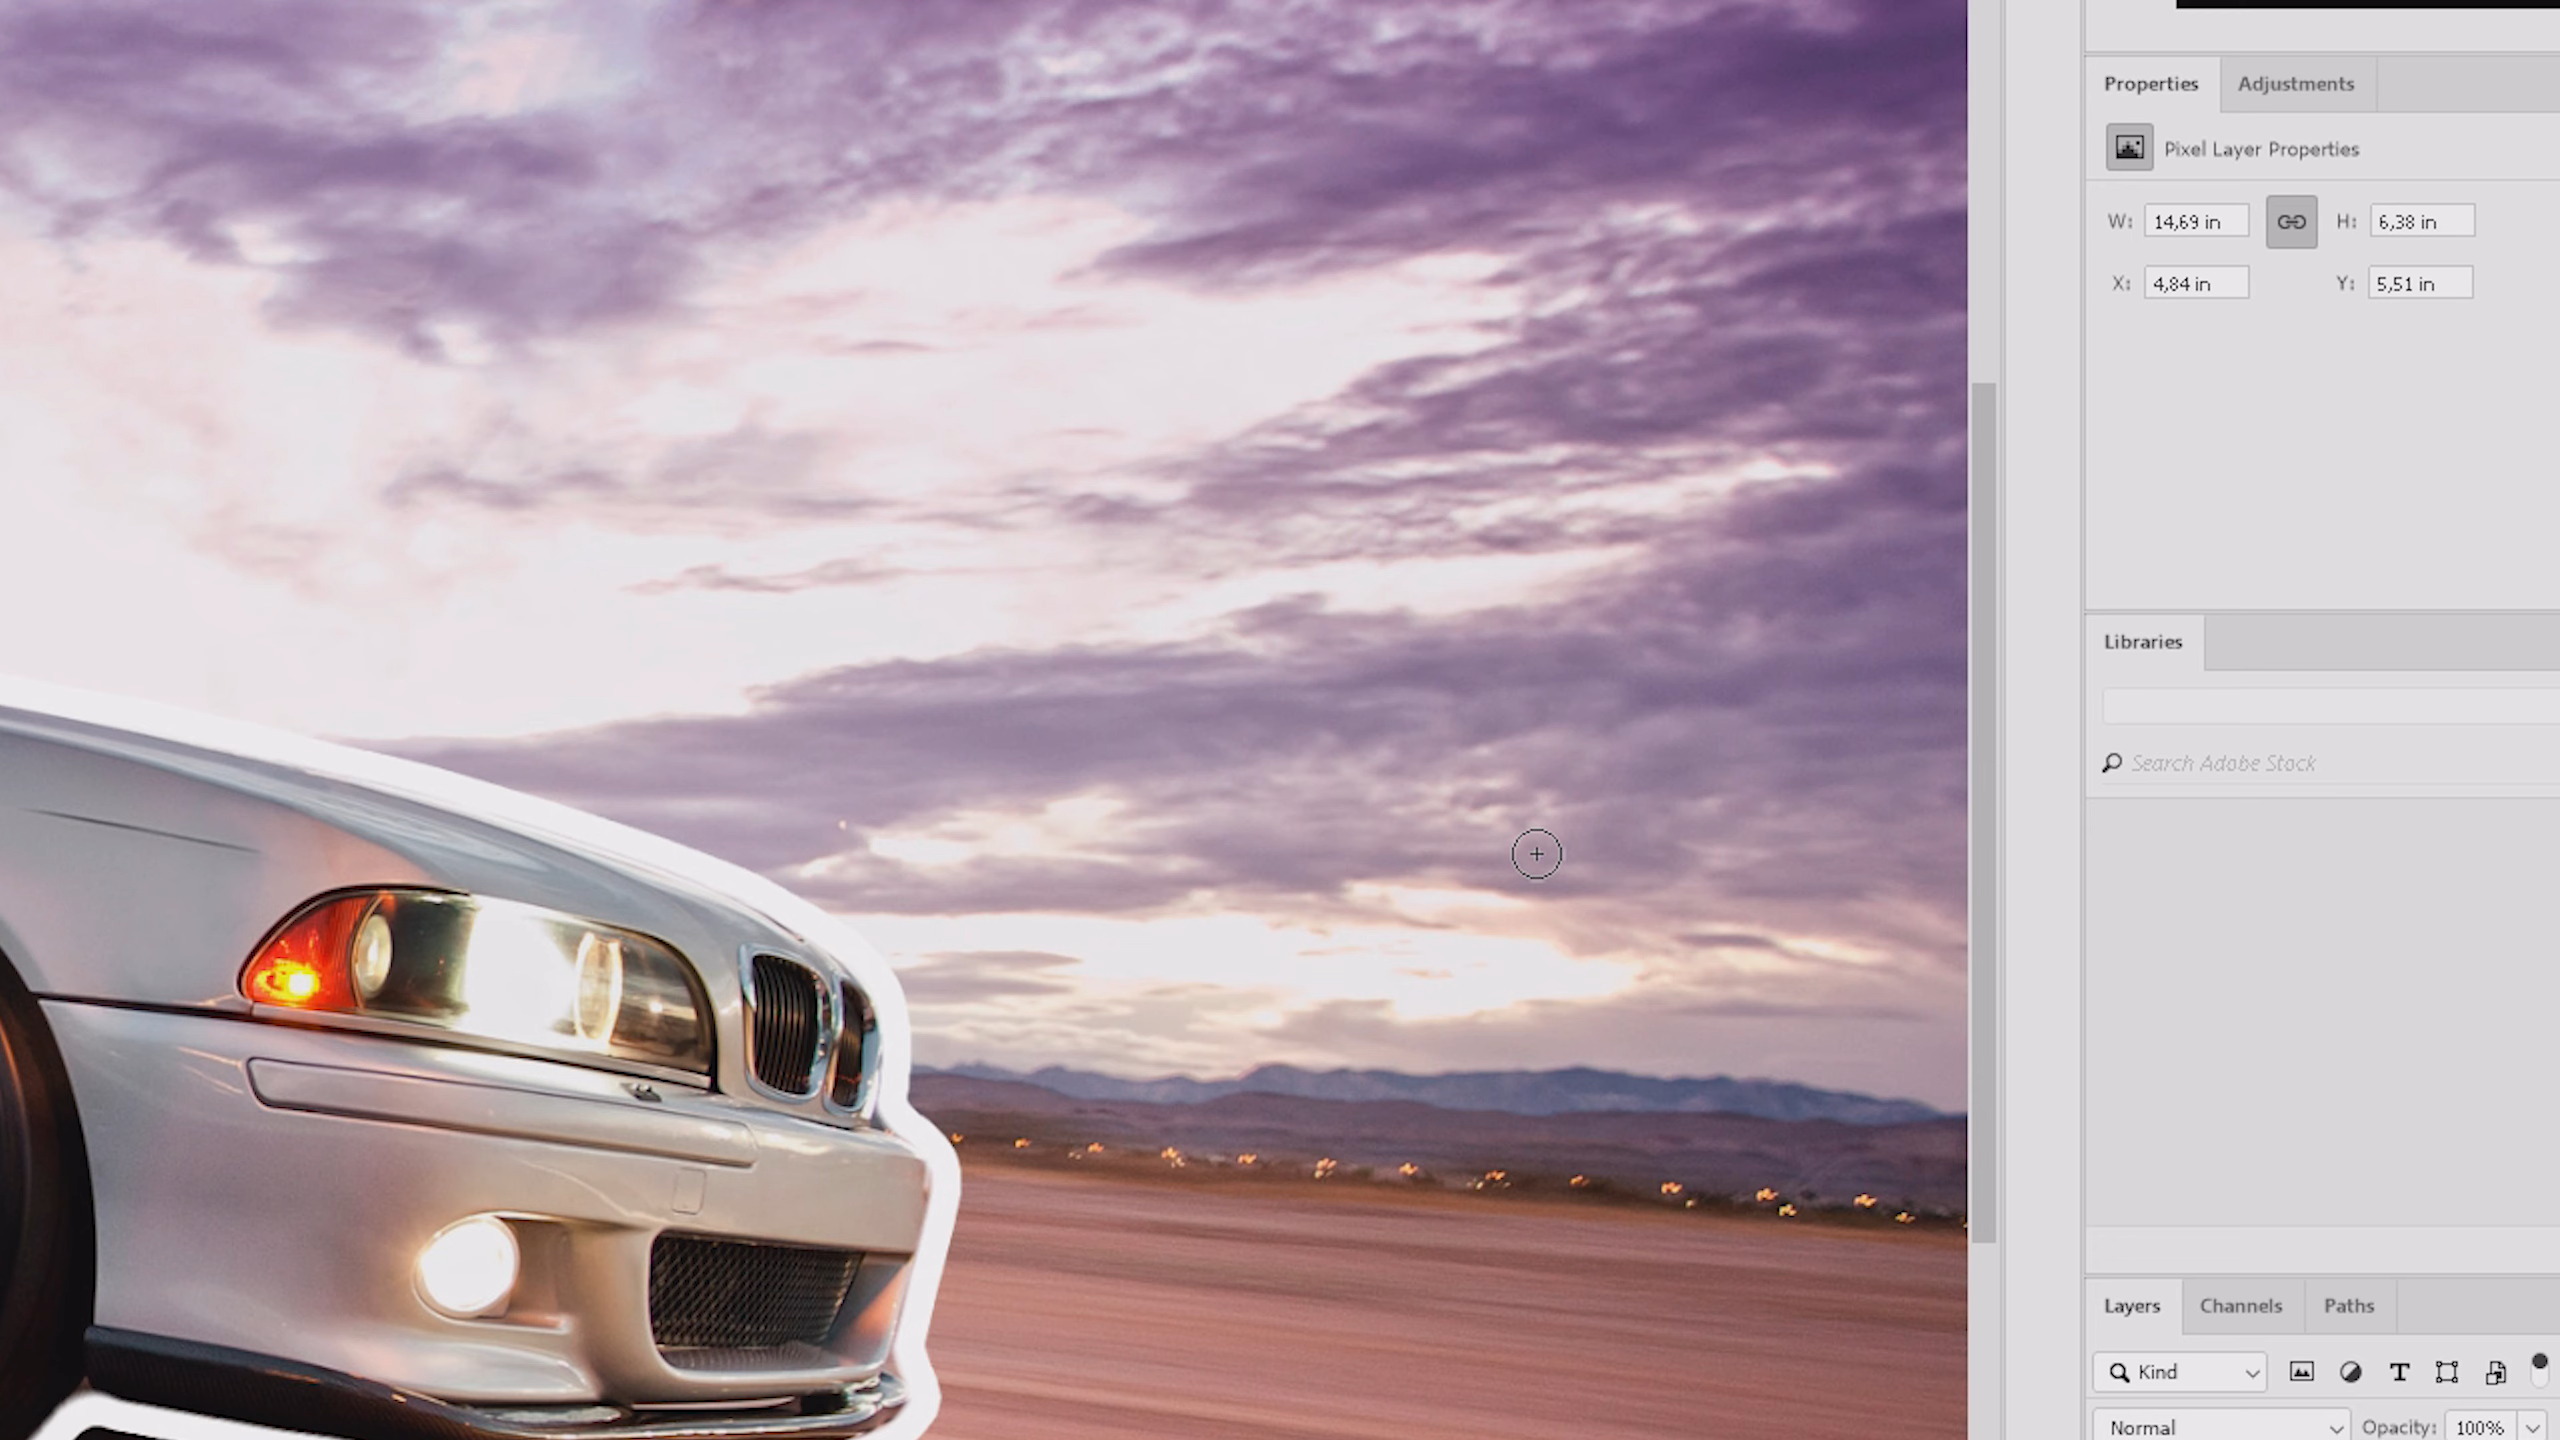 Properties Adjustments
Pixel Layer Properties
W: 14,69 in H: 6,38 in
X: 4,84 in Y: 5,51 in
Libraries
Search Adobe Stock
Layers Channels Paths
Kind
Normal Opacity: 100%